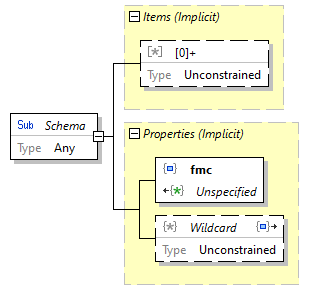 Items (Implicit)
[0]+
Type Unconstrained
Sub Schema
Type Any
Properties (Implicit)
fmc
Unspecified
Wildcard
Type Unconstrained